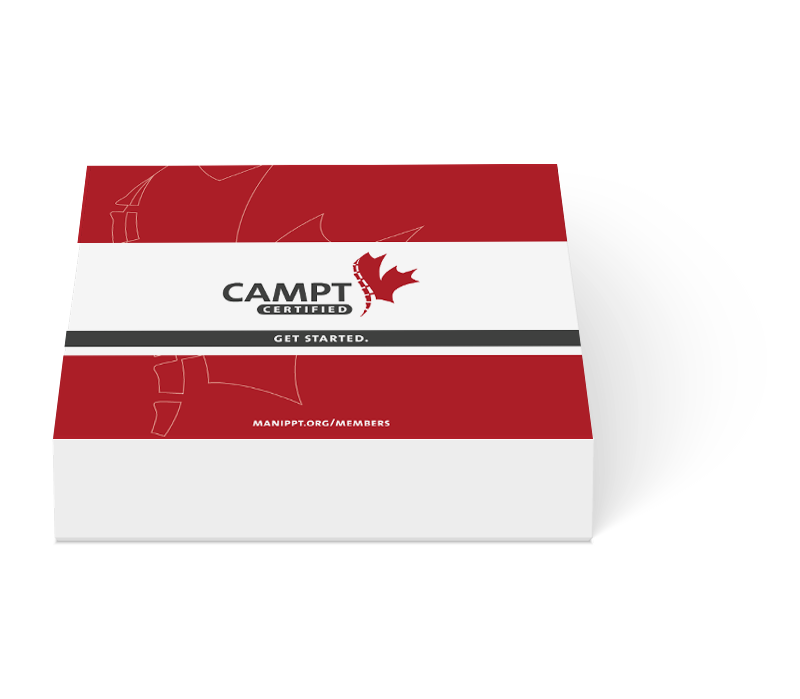 CAMPT
CERTIFIED
GET STARTED.
MANIPPT.ORG/MEMBERS